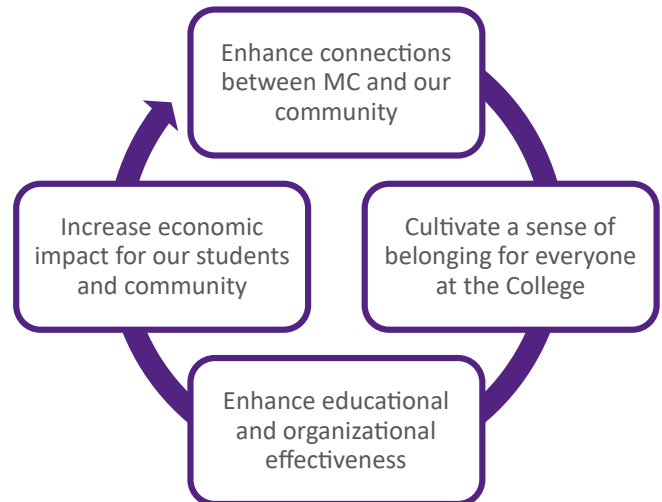 Enhance connections
between MC and our
community
Cultivate a sense of
belonging for everyone
at the College
Enhance educational
and organizational
effectiveness
Increase economic
impact for our students
and community